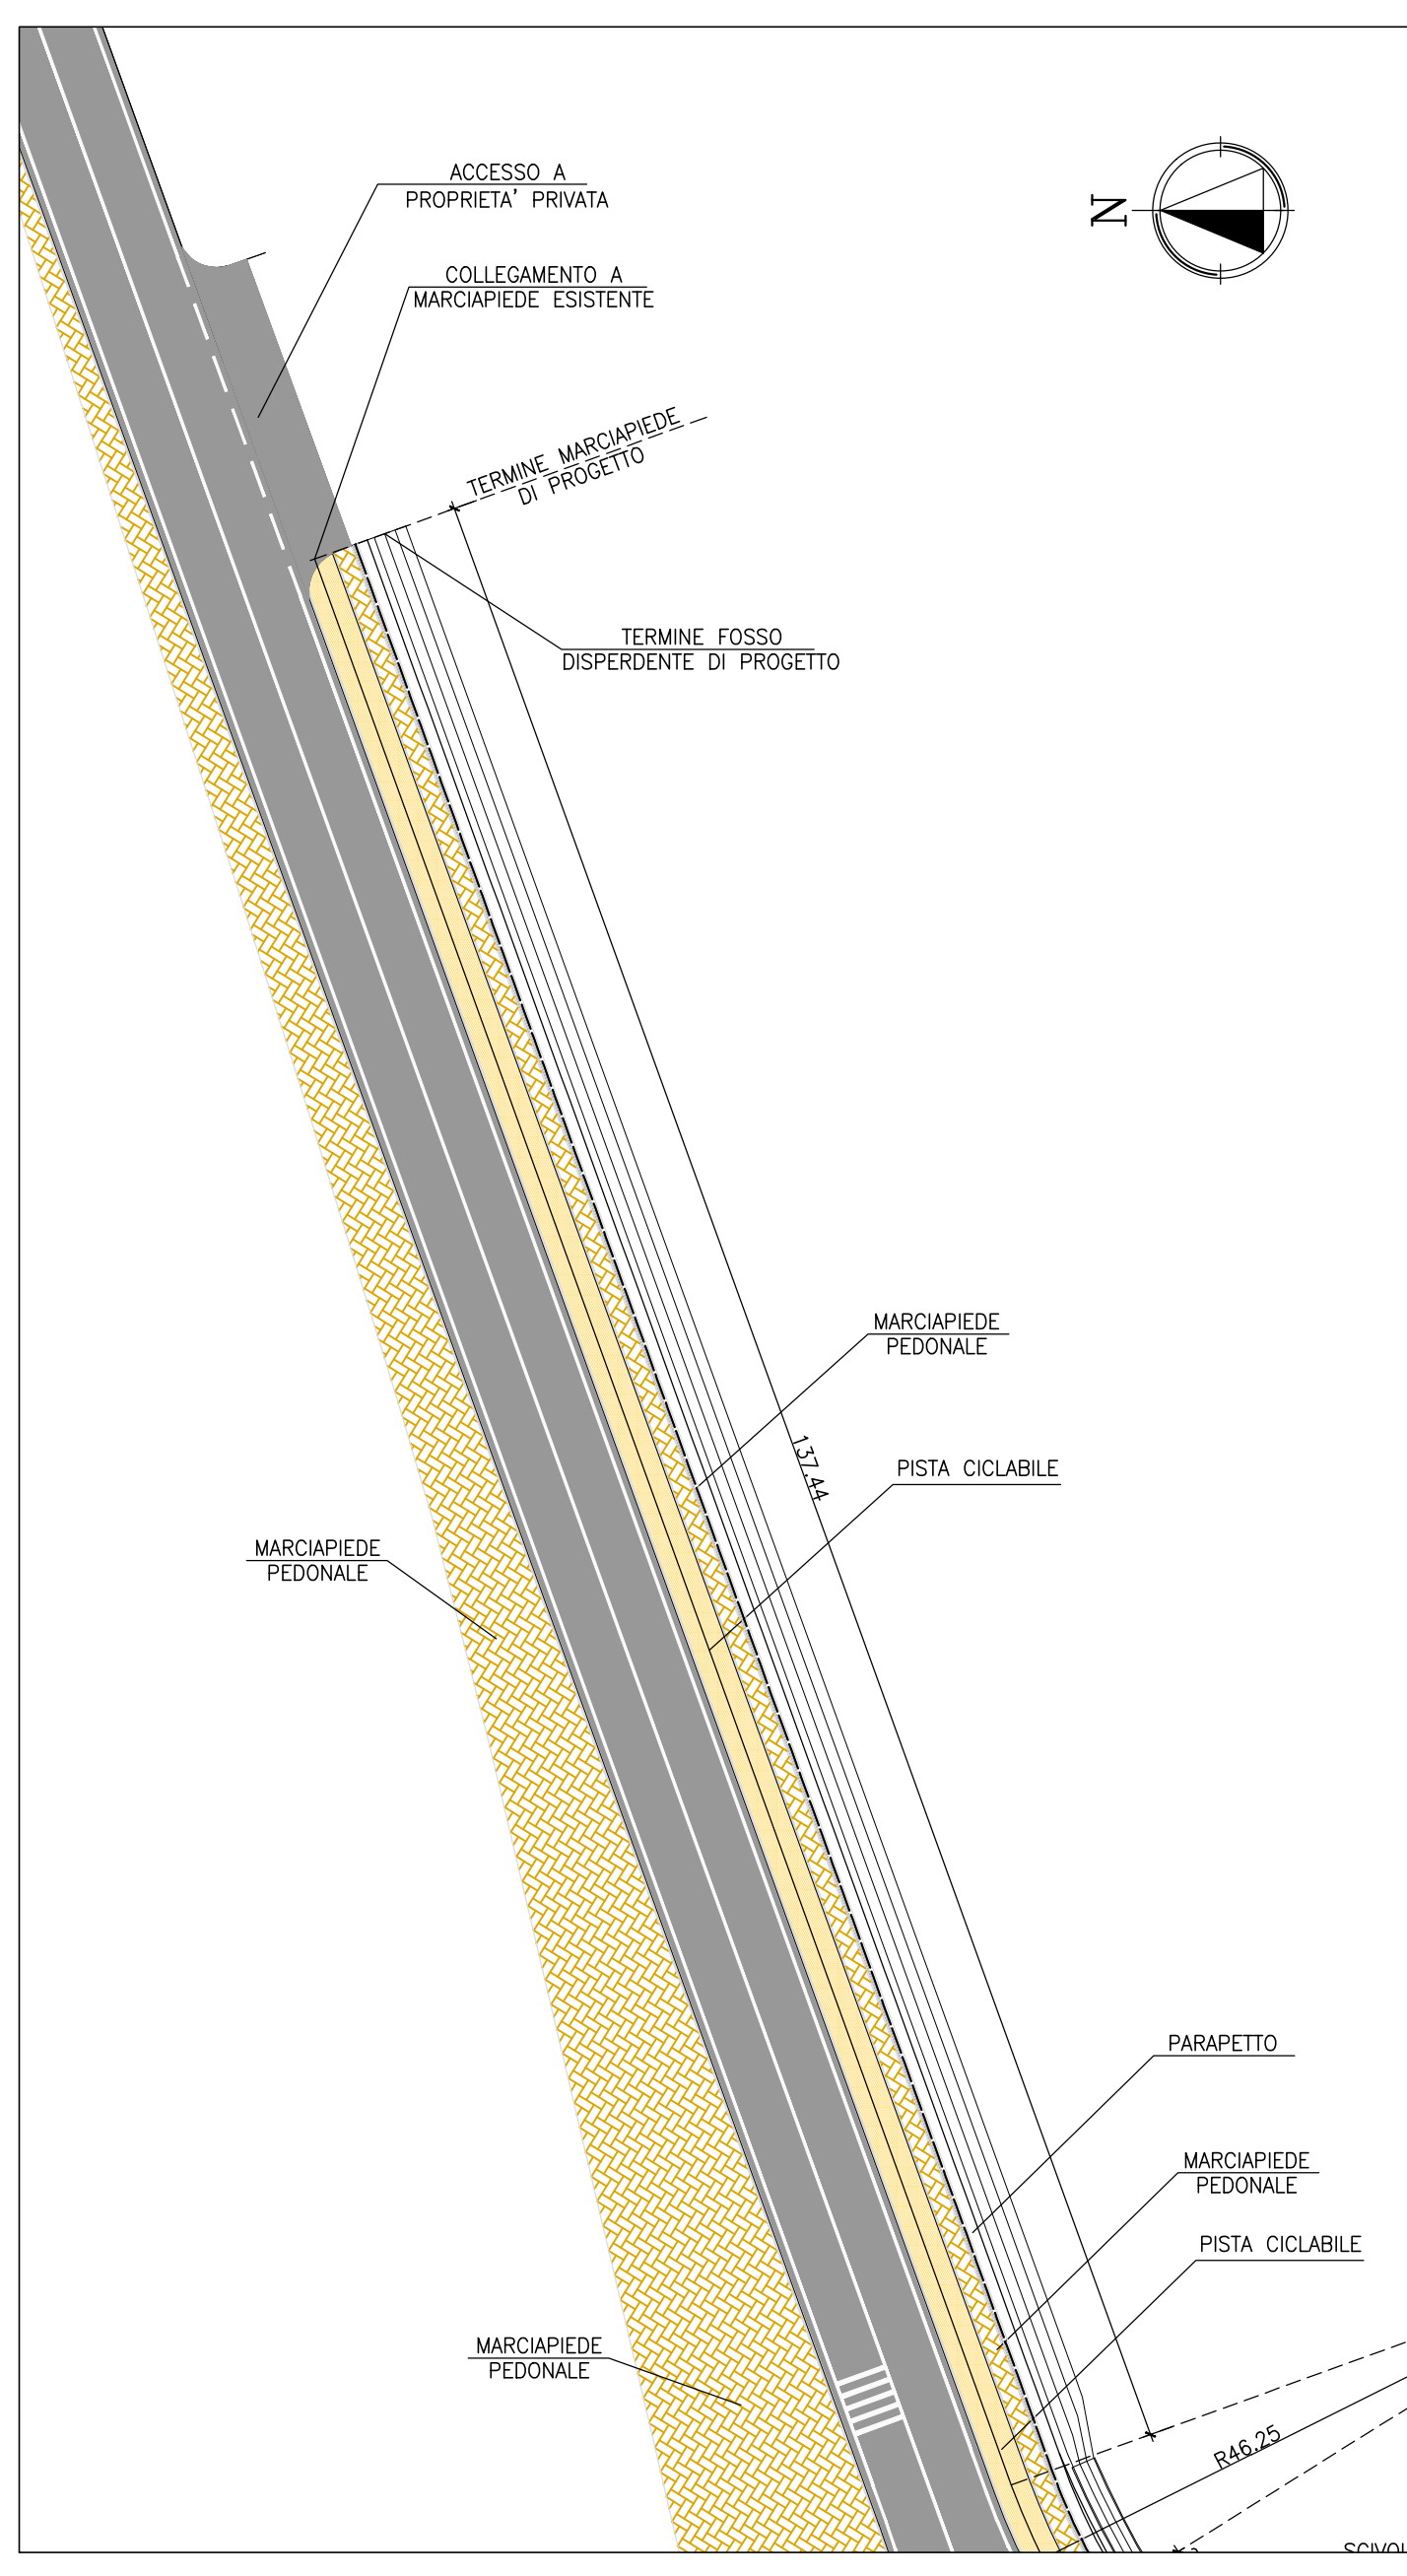 ACCESSO A
PROPRIETA' PRIVATA
N
COLLEGAMENTO A
MARCIAPIEDE ESISTENTE
TERMINE MARCIAPIEDE
DI PROGETTO
TERMINE FOSSO
DISPERDENTE DI PROGETTO
MARCIAPIEDE
PEDONALE
137.44
PISTA CICLABILE
MARCIAPIEDE
PEDONALE
PARAPETTO
MARCIAPIEDE
PEDONALE
PISTA CICLABILE
MARCIAPIEDE
PEDONALE
R46.25